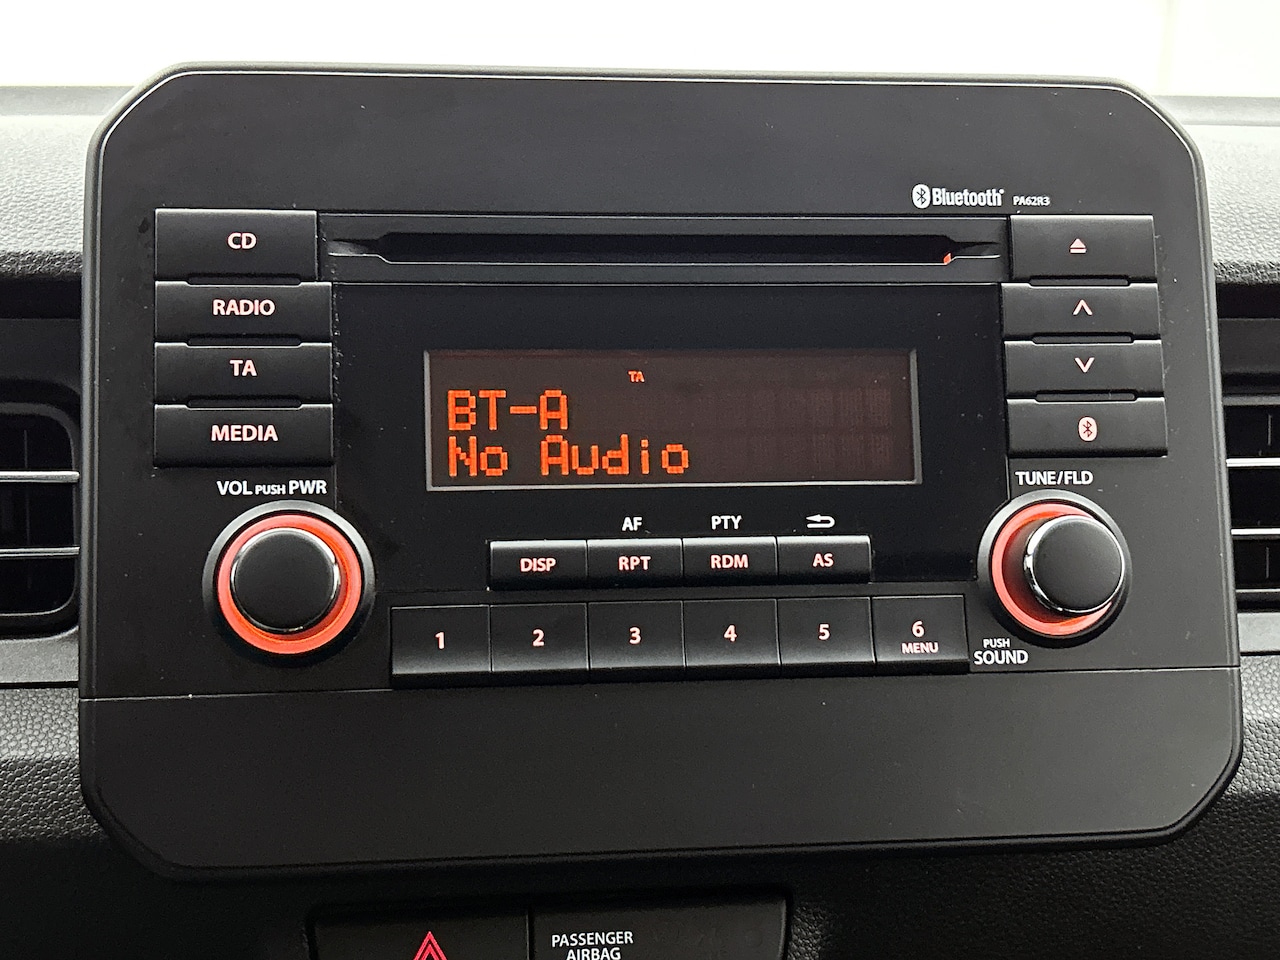 Bluetooth PA62R3
CD
RADIO
TA
MEDIA
TA
BT-A
No Audio
VOL PUSH PWR
TUNE/FLD
AF PTY
DISP RPT RDM AS
1 2 3 4 5 6
MENU
PUSH
SOUND
PASSENGER
AIRBAG